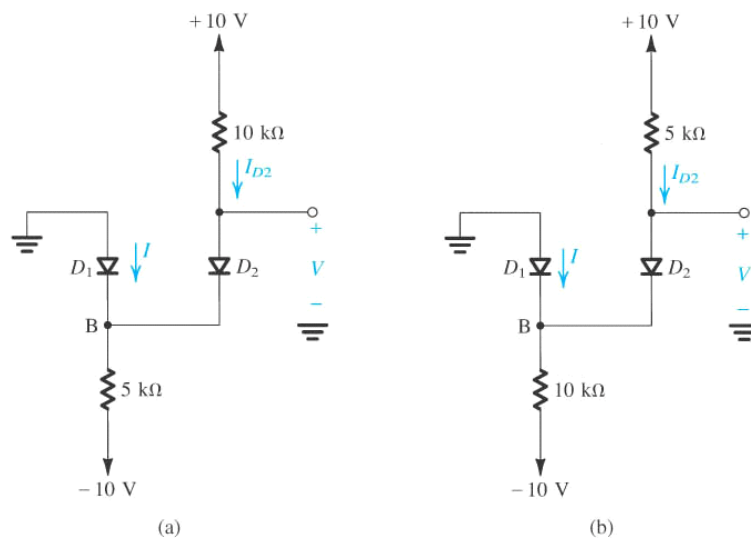 +10 V
10 kΩ
I_D2
I
D₁
D₂
+
V
−
B
5 kΩ
−10 V
(a)
+10 V
5 kΩ
I_D2
I
D₁
D₂
+
V
−
B
10 kΩ
−10 V
(b)